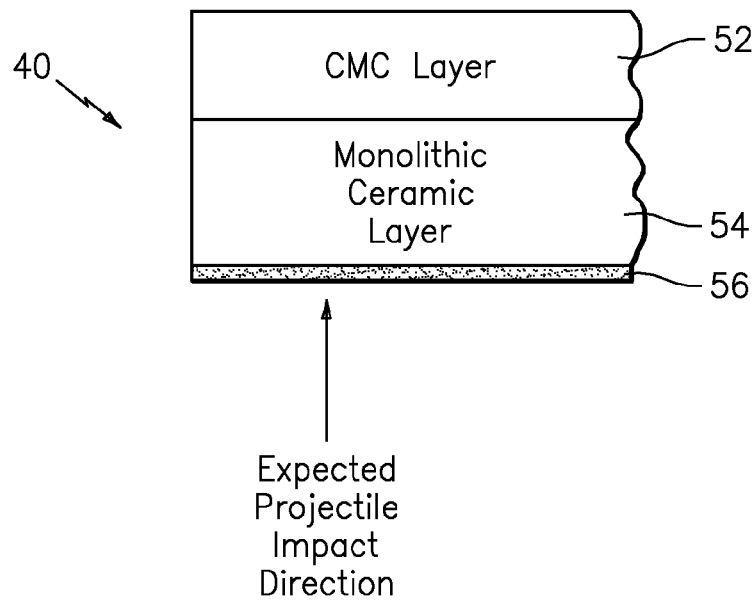 52
CMC Layer
40
Monolithic
Ceramic
Layer
54
56
Expected
Projectile
Impact
Direction